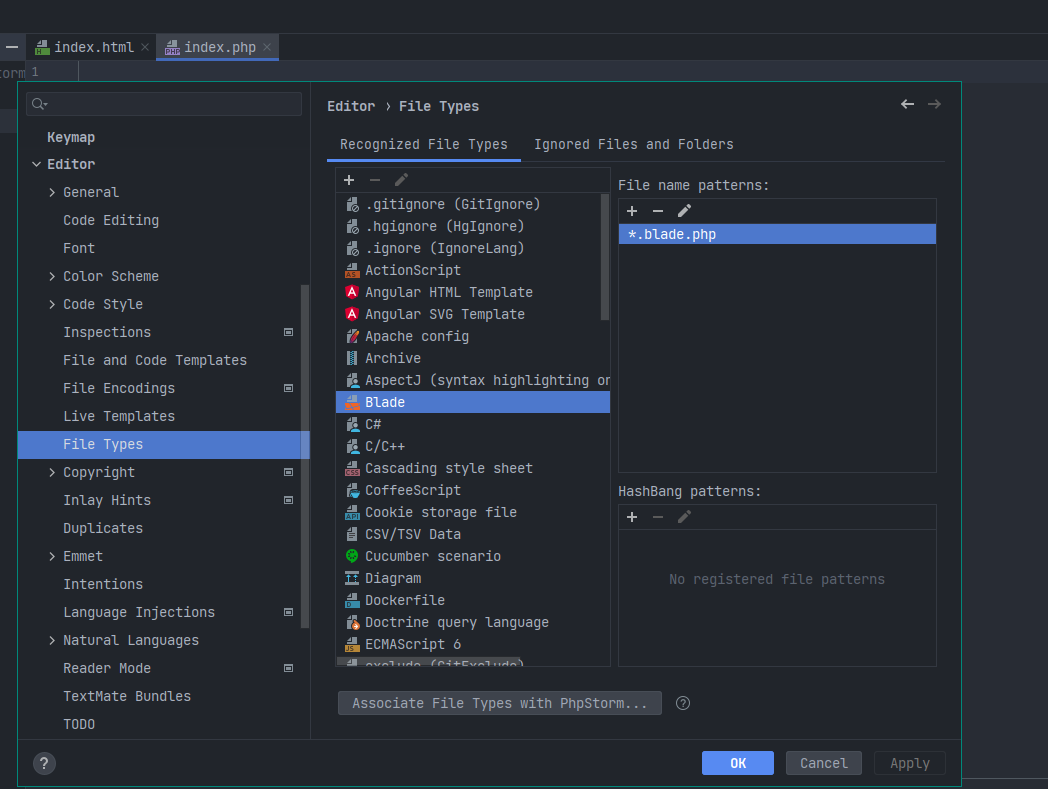 index.html
index.php
torm
1
Keymap
Editor
General
Code Editing
Font
Color Scheme
Code Style
Inspections
File and Code Templates
File Encodings
Live Templates
File Types
Copyright
Inlay Hints
Duplicates
Emmet
Intentions
Language Injections
Natural Languages
Reader Mode
TextMate Bundles
TODO
Editor › File Types
Recognized File Types
Ignored Files and Folders
.gitignore (GitIgnore)
.hgignore (HgIgnore)
.ignore (IgnoreLang)
ActionScript
Angular HTML Template
Angular SVG Template
Apache config
Archive
AspectJ (syntax highlighting or
Blade
C#
C/C++
Cascading style sheet
CoffeeScript
Cookie storage file
CSV/TSV Data
Cucumber scenario
Diagram
Dockerfile
Doctrine query language
ECMAScript 6
exclude (GitExclude)
File name patterns:
*.blade.php
HashBang patterns:
No registered file patterns
Associate File Types with PhpStorm...
?
?
OK
Cancel
Apply